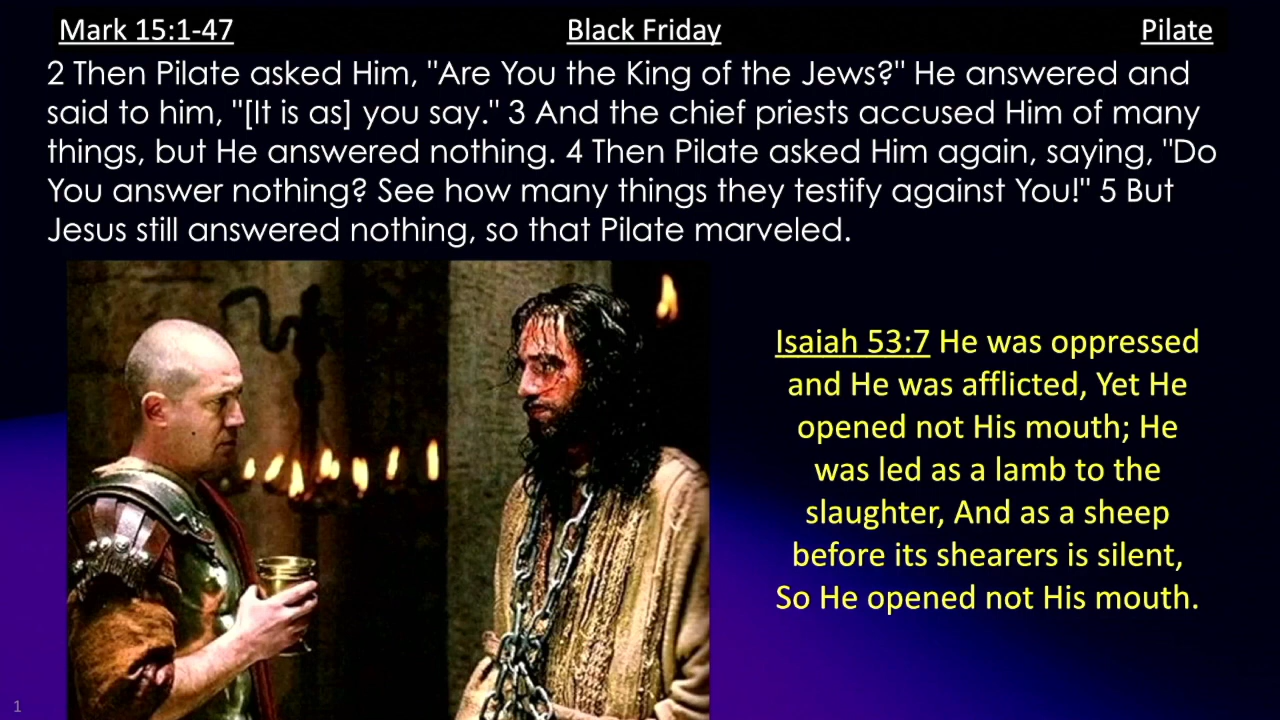 Mark 15:1-47 Black Friday Pilate
2 Then Pilate asked Him, "Are You the King of the Jews?" He answered and
said to him, "[It is as] you say." 3 And the chief priests accused Him of many
things, but He answered nothing. 4 Then Pilate asked Him again, saying, "Do
You answer nothing? See how many things they testify against You!" 5 But
Jesus still answered nothing, so that Pilate marveled.
Isaiah 53:7 He was oppressed
and He was afflicted, Yet He
opened not His mouth; He
was led as a lamb to the
slaughter, And as a sheep
before its shearers is silent,
So He opened not His mouth.
1